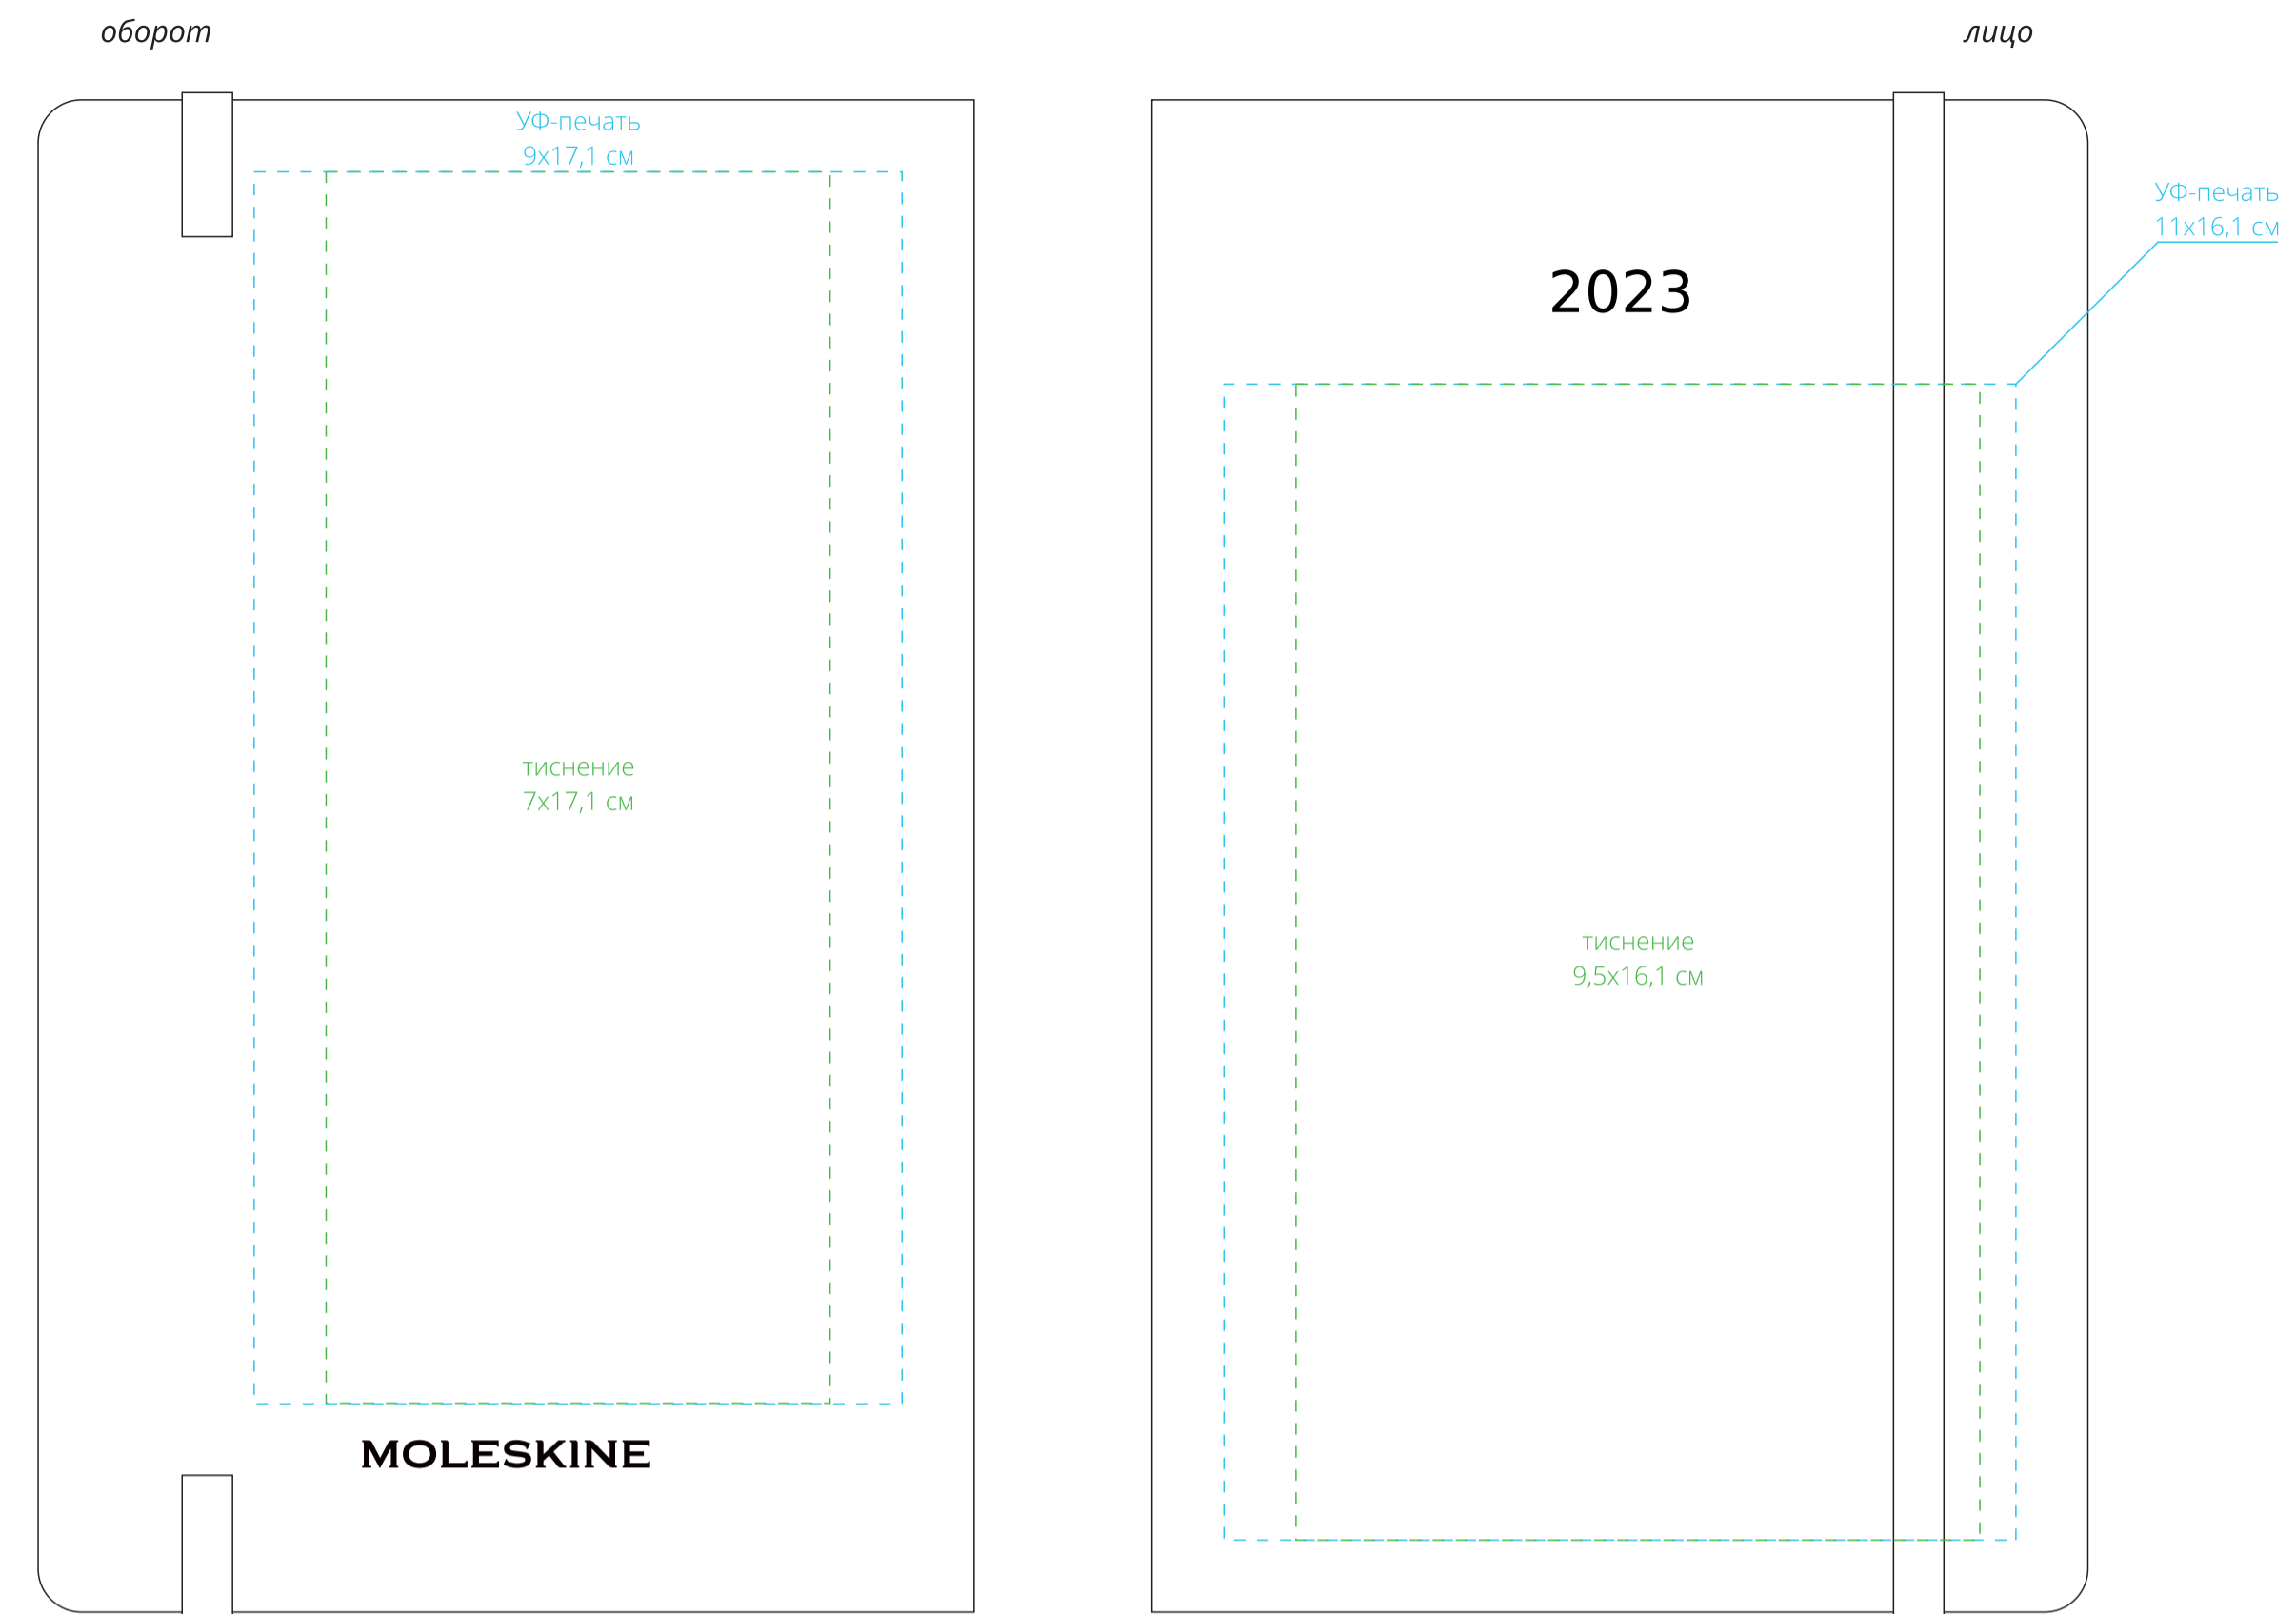 оборот
лицо
УФ-печать
9х17,1 см
тиснение
7х17,1 см
MOLESKINE
2023
УФ-печать
11х16,1 см
тиснение
9,5х16,1 см